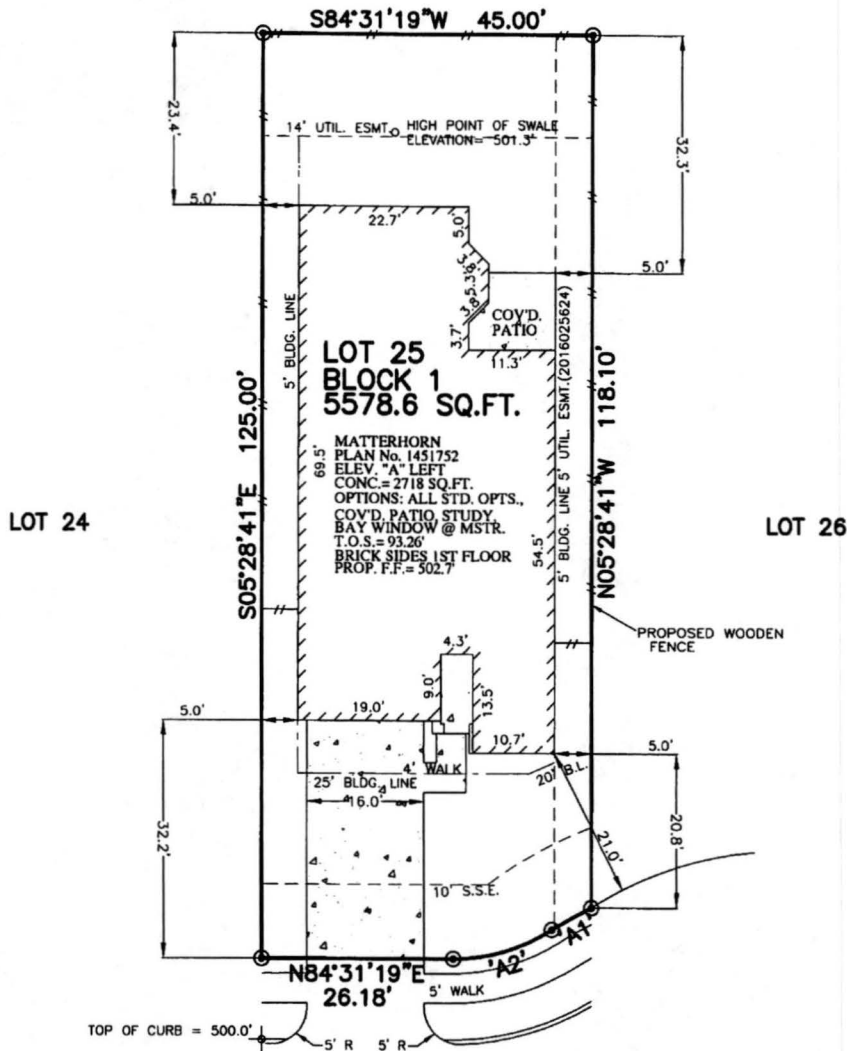 S84°31'19"W 45.00'
23.4'
32.3'
14' UTIL. ESMT. HIGH POINT OF SWALE
ELEVATION= 501.3'
5.0'
22.7'
5.0'
3.8'
5.3'
3.8'
3.7'
5.0'
COV'D.
PATIO
11.3'
5' BLDG. LINE
LOT 25
BLOCK 1
5578.6 SQ.FT.
S05°28'41"E 125.00'
69.5'
MATTERHORN
PLAN No. 1451752
ELEV. "A" LEFT
CONC.= 2718 SQ.FT.
OPTIONS: ALL STD. OPTS.,
COV'D. PATIO, STUDY,
BAY WINDOW @ MSTR.
T.O.S.= 93.26'
BRICK SIDES 1ST FLOOR
PROP. F.F.= 502.7'
54.5'
5' BLDG. LINE 5' UTIL. ESMT.(2016025624)
N05°28'41"W 118.10'
LOT 24
LOT 26
PROPOSED WOODEN
FENCE
4.3'
9.0'
13.5'
5.0'
19.0'
10.7'
5.0'
4' WALK
25' BLDG. LINE
20' B.L.
16.0'
32.2'
21.0'
20.8'
10' S.S.E.
'A1'
'A2'
N84°31'19"E
26.18'
5' WALK
TOP OF CURB = 500.0'
5' R 5' R